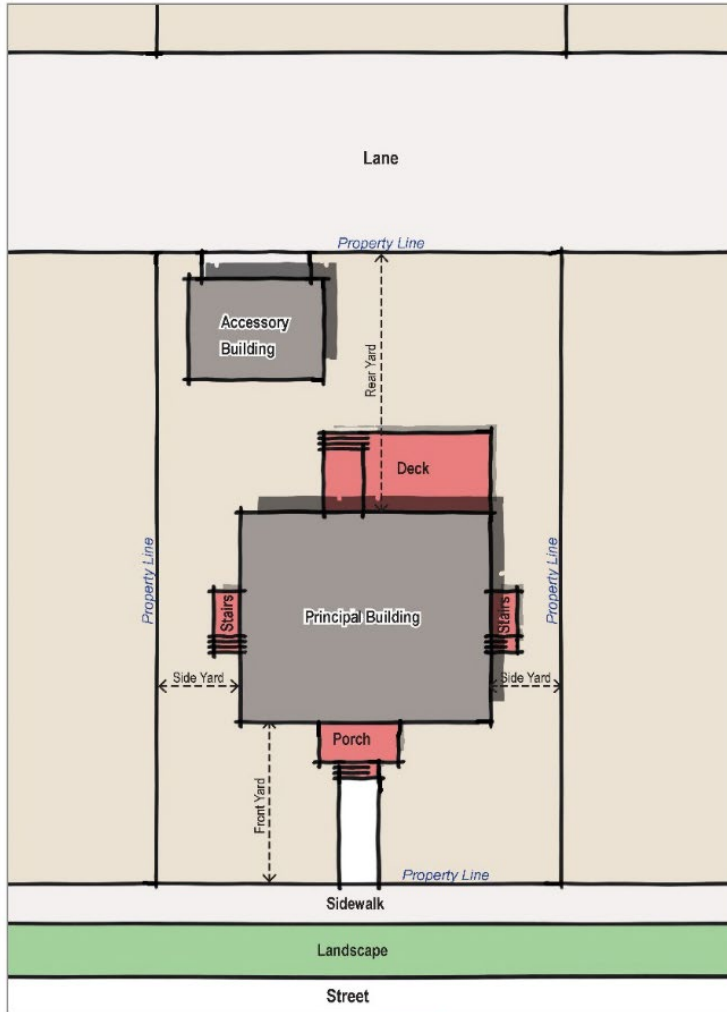 Lane
Property Line
Accessory
Building
Rear Yard
Deck
Property Line
Property Line
Stairs
Principal Building
Stairs
Side Yard
Side Yard
Porch
Front Yard
Property Line
Sidewalk
Landscape
Street